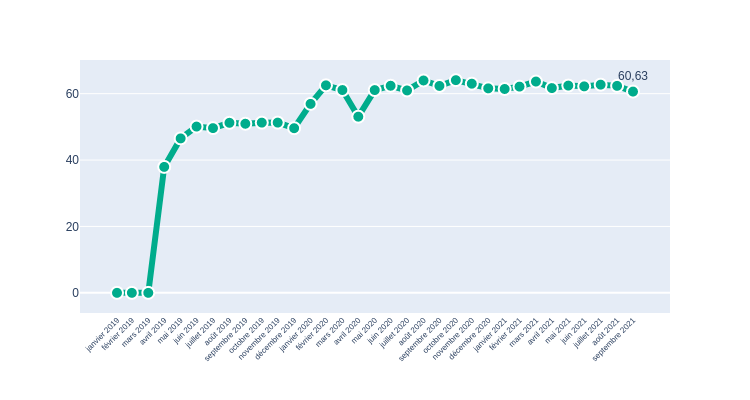 60,63
60
40
20
0
janvier 2019
février 2019
mars 2019
avril 2019
mai 2019
juin 2019
juillet 2019
août 2019
septembre 2019
octobre 2019
novembre 2019
décembre 2019
janvier 2020
février 2020
mars 2020
avril 2020
mai 2020
juin 2020
juillet 2020
août 2020
septembre 2020
octobre 2020
novembre 2020
décembre 2020
janvier 2021
février 2021
mars 2021
avril 2021
mai 2021
juin 2021
juillet 2021
août 2021
septembre 2021